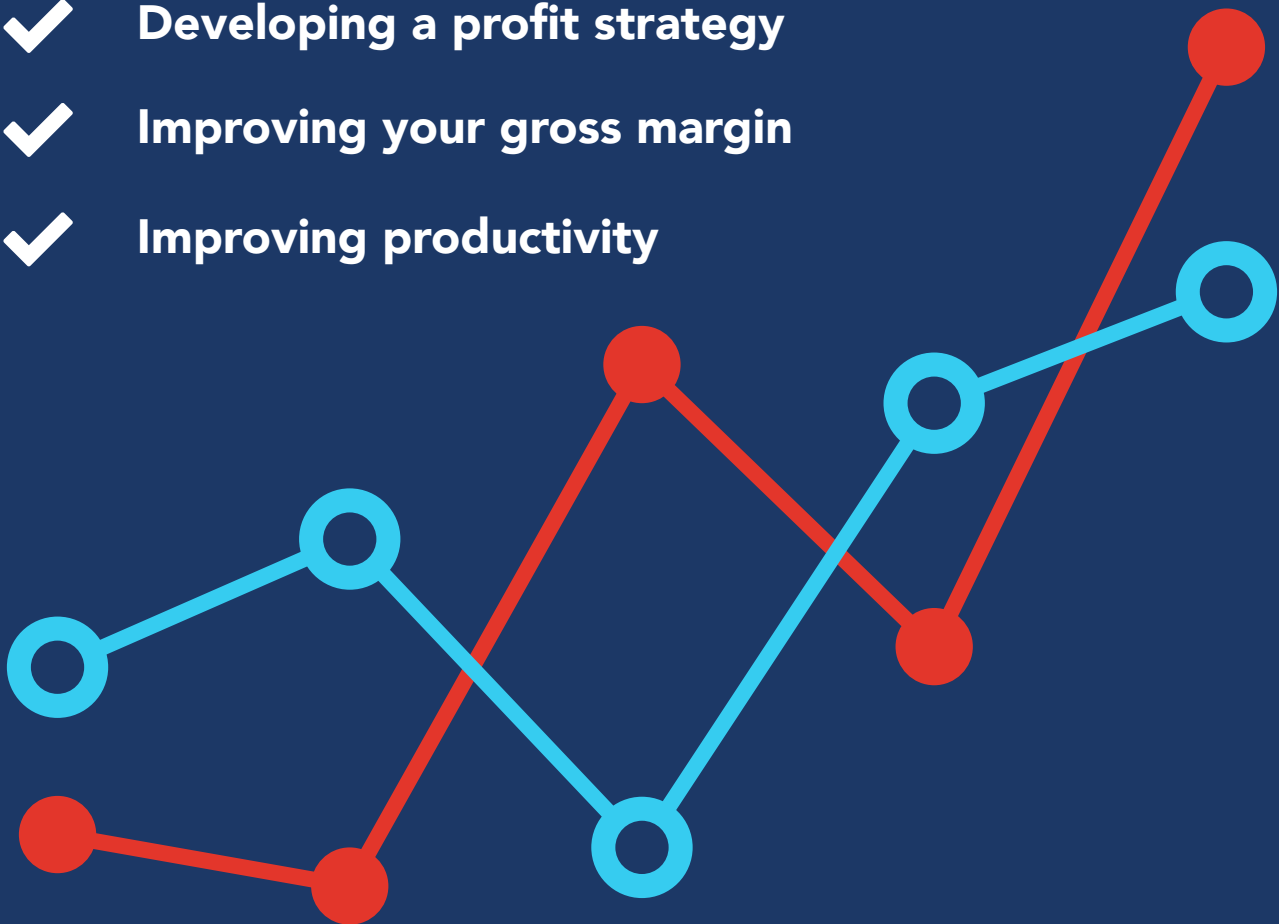 Developing a profit strategy
Improving your gross margin
Improving productivity